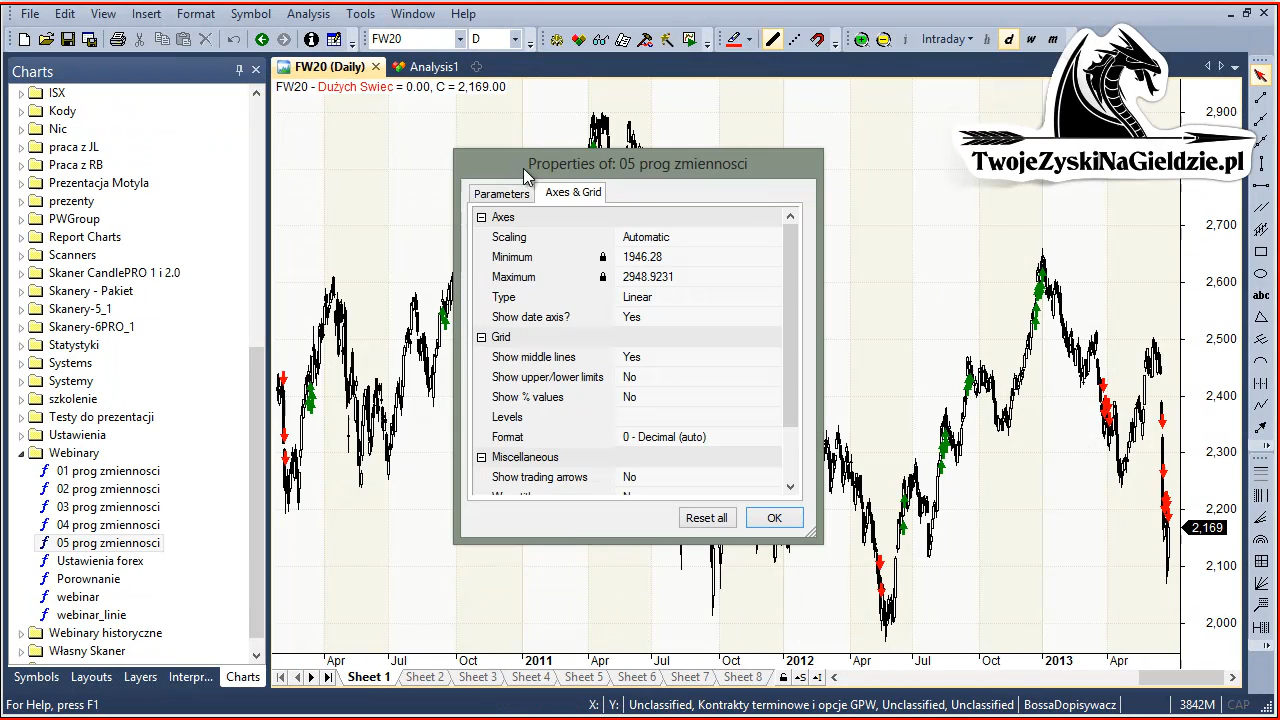 File Edit View Insert Format Symbol Analysis Tools Window Help
FW20 D Intraday h d w m
Charts
FW20 (Daily) Analysis1
FW20 - Dużych Swiec = 0.00, C = 2,169.00
TwojeZyskiNaGieldzie.pl
ISX
Kody
Nic
praca z JL
Praca z RB
Prezentacja Motyla
prezenty
PWGroup
Report Charts
Scanners
Skaner CandlePRO 1 i 2.0
Skanery - Pakiet
Skanery-5_1
Skanery-6PRO_1
Statystyki
Systems
Systemy
szkolenie
Testy do prezentacji
Ustawienia
Webinary
01 prog zmiennosci
02 prog zmiennosci
03 prog zmiennosci
04 prog zmiennosci
05 prog zmiennosci
Ustawienia forex
Porownanie
webinar
webinar_linie
Webinary historyczne
Własny Skaner
Symbols Layouts Layers Interpr... Charts
Properties of: 05 prog zmiennosci
Parameters Axes & Grid
Axes
Scaling Automatic
Minimum 1946.28
Maximum 2948.9231
Type Linear
Show date axis? Yes
Grid
Show middle lines Yes
Show upper/lower limits No
Show % values No
Levels
Format 0 - Decimal (auto)
Miscellaneous
Show trading arrows No
Reset all OK
2,900
2,700
2,600
2,500
2,400
2,300
2,200
2,169
2,100
2,000
Apr Jul Oct 2011 Apr Jul Oct 2012 Apr Jul Oct 2013 Apr
Sheet 1 Sheet 2 Sheet 3 Sheet 4 Sheet 5 Sheet 6 Sheet 7 Sheet 8
abc
For Help, press F1 X: Y: Unclassified, Kontrakty terminowe i opcje GPW, Unclassified, Unclassified BossaDopisywacz 3842M CAP